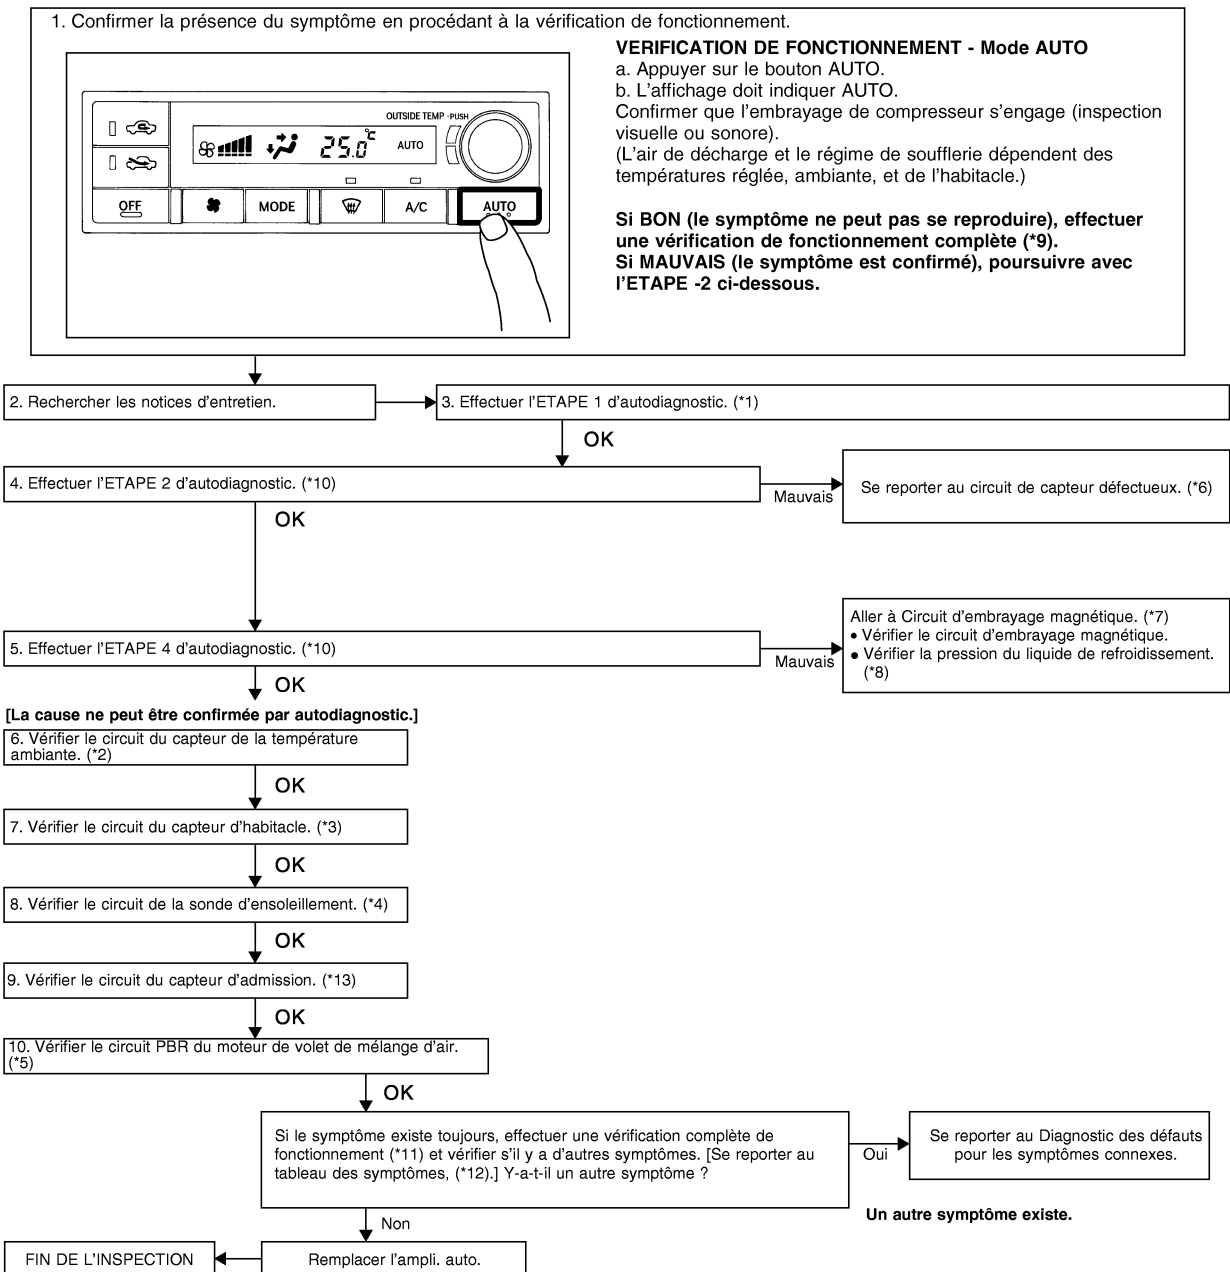 1. Confirmer la présence du symptôme en procédant à la vérification de fonctionnement.
VERIFICATION DE FONCTIONNEMENT - Mode AUTO
a. Appuyer sur le bouton AUTO.
b. L'affichage doit indiquer AUTO.
Confirmer que l'embrayage de compresseur s'engage (inspection
visuelle ou sonore).
(L'air de décharge et le régime de soufflerie dépendent des
températures réglée, ambiante, et de l'habitacle.)
Si BON (le symptôme ne peut pas se reproduire), effectuer
une vérification de fonctionnement complète (*9).
Si MAUVAIS (le symptôme est confirmé), poursuivre avec
l'ETAPE -2 ci-dessous.
OUTSIDE TEMP ·PUSH
25.0°C AUTO
OFF MODE A/C AUTO
2. Rechercher les notices d'entretien.
3. Effectuer l'ETAPE 1 d'autodiagnostic. (*1)
OK
4. Effectuer l'ETAPE 2 d'autodiagnostic. (*10)
Mauvais
Se reporter au circuit de capteur défectueux. (*6)
OK
5. Effectuer l'ETAPE 4 d'autodiagnostic. (*10)
Mauvais
Aller à Circuit d'embrayage magnétique. (*7)
● Vérifier le circuit d'embrayage magnétique.
● Vérifier la pression du liquide de refroidissement.
(*8)
OK
[La cause ne peut être confirmée par autodiagnostic.]
6. Vérifier le circuit du capteur de la température
ambiante. (*2)
OK
7. Vérifier le circuit du capteur d'habitacle. (*3)
OK
8. Vérifier le circuit de la sonde d'ensoleillement. (*4)
OK
9. Vérifier le circuit du capteur d'admission. (*13)
OK
10. Vérifier le circuit PBR du moteur de volet de mélange d'air.
(*5)
OK
Si le symptôme existe toujours, effectuer une vérification complète de
fonctionnement (*11) et vérifier s'il y a d'autres symptômes. [Se reporter au
tableau des symptômes, (*12).] Y-a-t-il un autre symptôme ?
Oui
Se reporter au Diagnostic des défauts
pour les symptômes connexes.
Un autre symptôme existe.
Non
Remplacer l'ampli. auto.
FIN DE L'INSPECTION